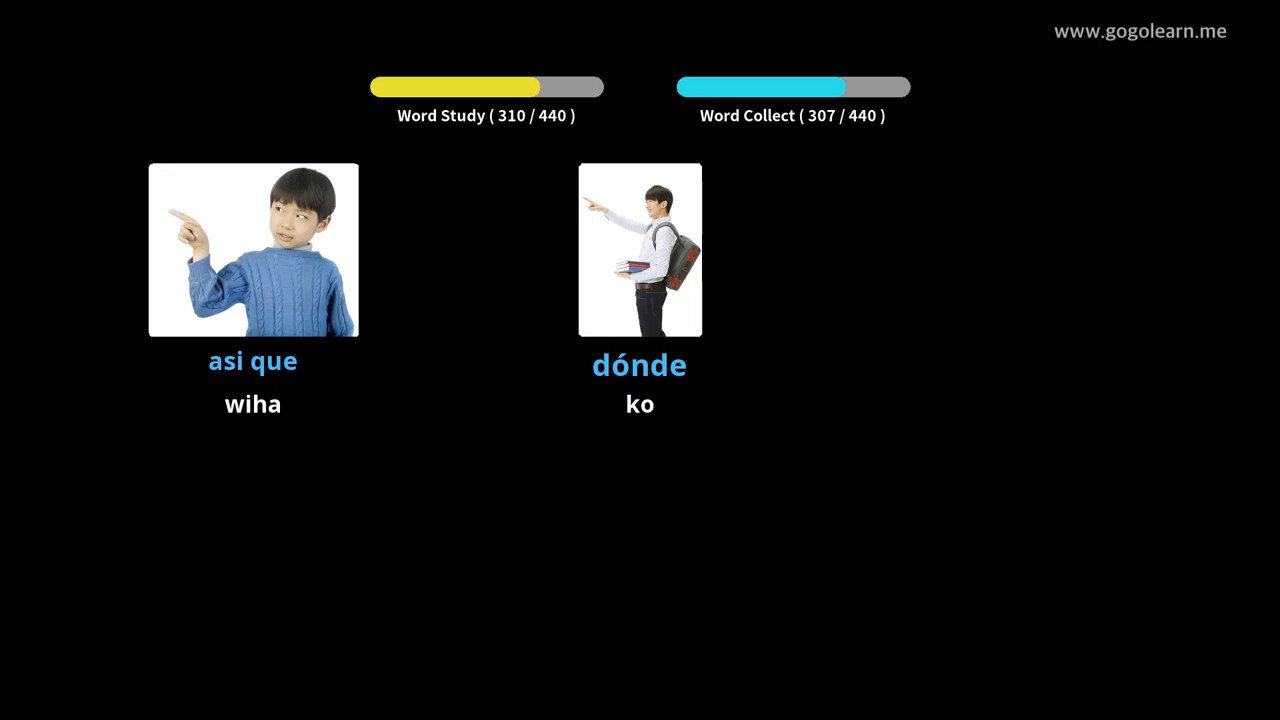 www.gogolearn.me
Word Study ( 310 / 440 )
Word Collect ( 307 / 440 )
asi que
wiha
dónde
ko